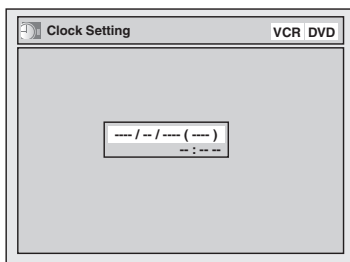 Clock Setting
VCR DVD
---- / -- / ---- ( ---- )
-- : -- --